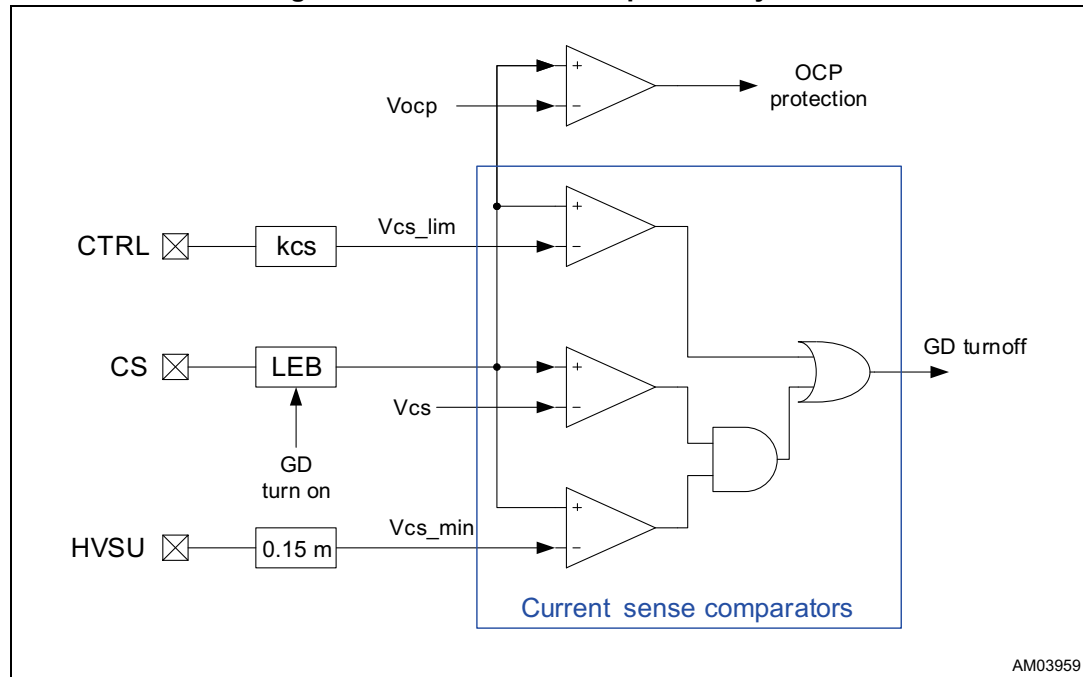 +
−
OCP
protection
Vocp
+
−
Vcs_lim
CTRL
kcs
GD turnoff
CS
LEB
+
−
Vcs
GD
turn on
+
−
Vcs_min
HVSU
0.15 m
Current sense comparators
AM03959